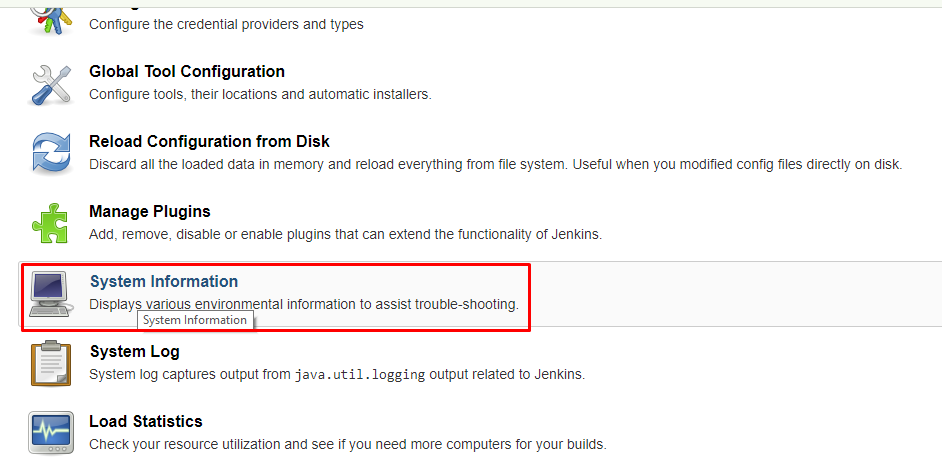 Configure the credential providers and types
Global Tool Configuration
Configure tools, their locations and automatic installers.
Reload Configuration from Disk
Discard all the loaded data in memory and reload everything from file system. Useful when you modified config files directly on disk.
Manage Plugins
Add, remove, disable or enable plugins that can extend the functionality of Jenkins.
System Information
Displays various environmental information to assist trouble-shooting.
System Information
System Log
System log captures output from java.util.logging output related to Jenkins.
Load Statistics
Check your resource utilization and see if you need more computers for your builds.